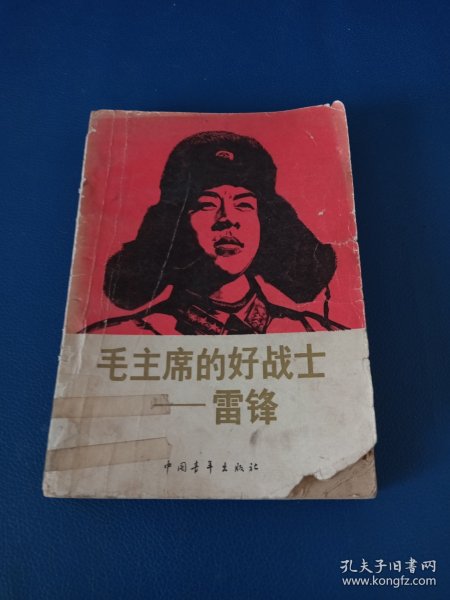 毛主席的好战士
——雷锋
中国青年出版社
孔夫子旧书网
www.kongfz.com